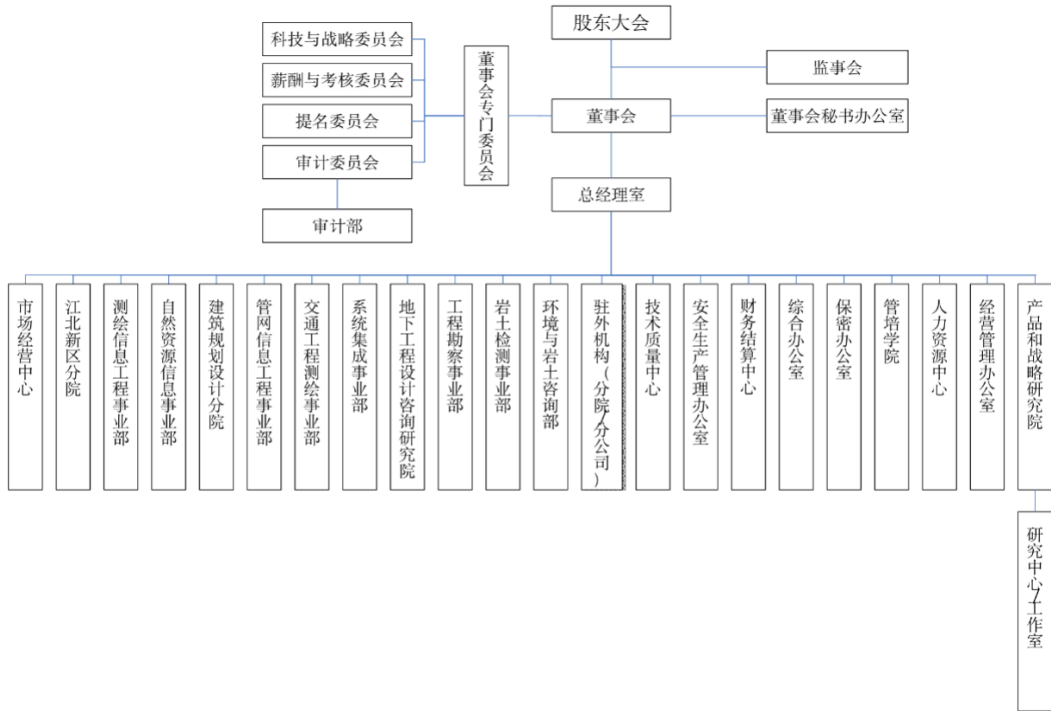 股东大会
科技与战略委员会
监事会
薪酬与考核委员会
董事会专门委员会
董事会
董事会秘书办公室
提名委员会
审计委员会
总经理室
审计部
市场经营中心
江北新区分院
测绘信息工程事业部
自然资源信息事业部
建筑规划设计分院
管网信息工程事业部
交通工程测绘事业部
系统集成事业部
地下工程设计咨询研究院
工程勘察事业部
岩土检测事业部
环境与岩土咨询部
驻外机构(分院/分公司)
技术质量中心
安全生产管理办公室
财务结算中心
综合办公室
保密办公室
管培学院
人力资源中心
经营管理办公室
产品和战略研究院
研究中心/工作室